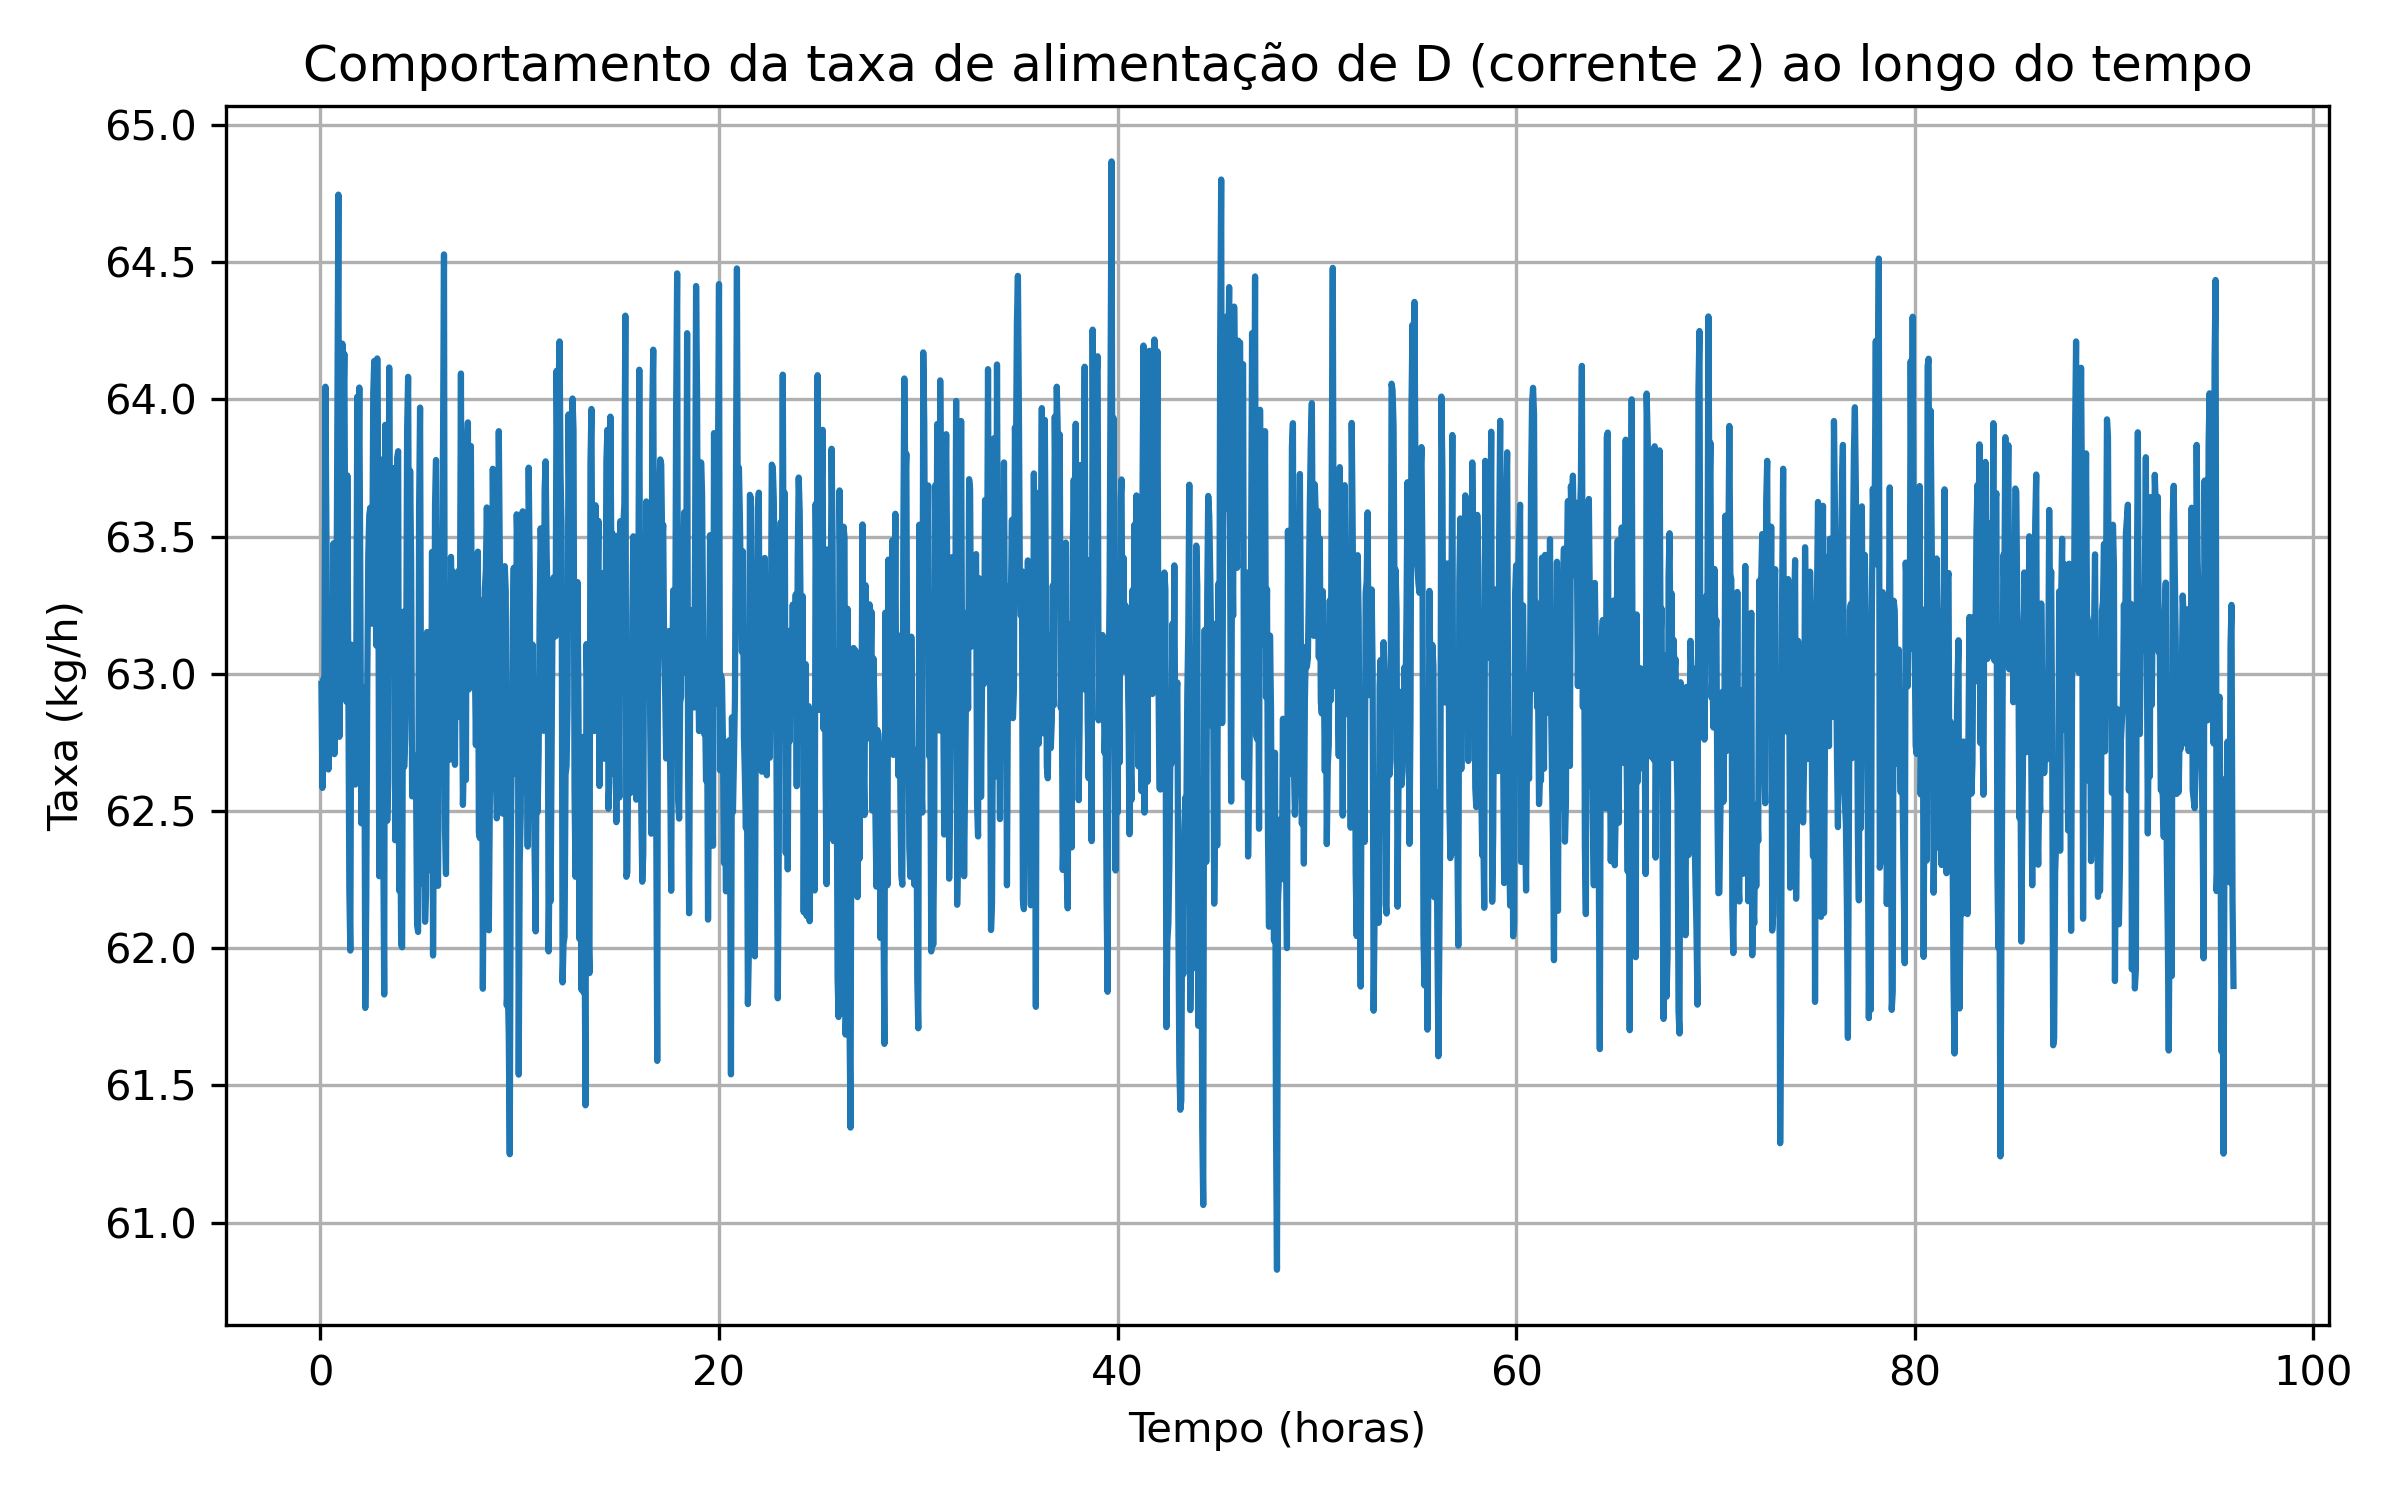 Comportamento da taxa de alimentação de D (corrente 2) ao longo do tempo
65.0
64.5
64.0
63.5
63.0
62.5
62.0
61.5
61.0
Taxa (kg/h)
0 20 40 60 80 100
Tempo (horas)